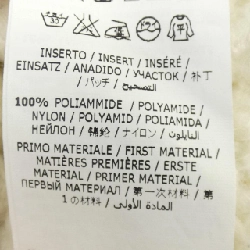 INSERTO / INSERT / INSÉRÉ /
EINSATZ / ANADIDO / УЧАСТОК / 补丁
/ パッチ / التصحيح
100% POLIAMMIDE / POLYAMIDE /
NYLON / POLYAMID / POLIAMIDA /
НЕЙЛОН / 锦纶 / ナイロン / النايلون
PRIMO MATERIALE / FIRST MATERIAL /
MATIÈRES PREMIÈRES / ERSTE
MATERIAL / PRIMER MATERIAL /
ПЕРВЫЙ МАТЕРИАЛ / 第一次材料 / 第
1の材料 / المادة الأولى